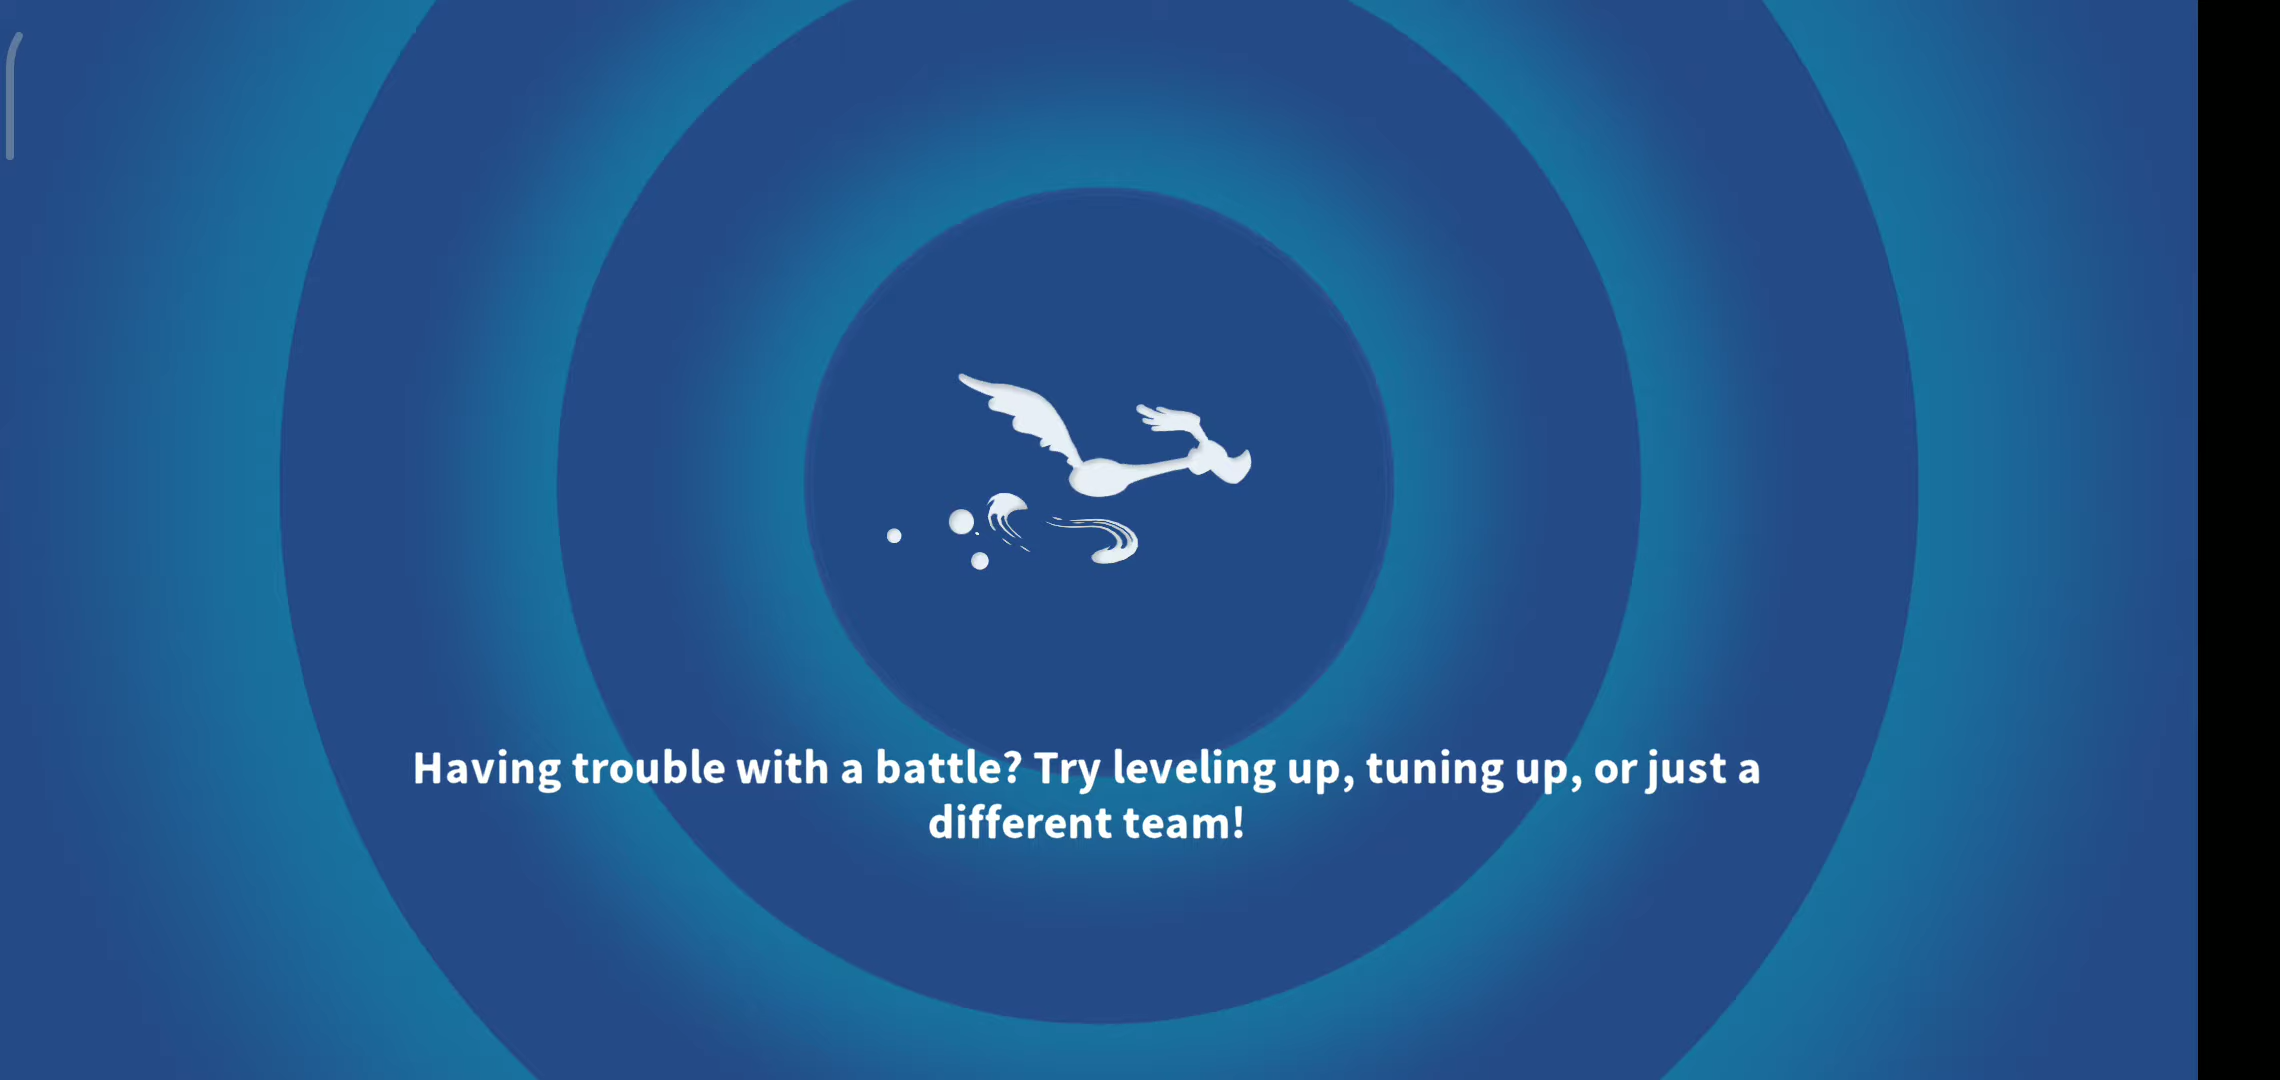 Having trouble with a battle? Try leveling up, tuning up, or just a
different team!